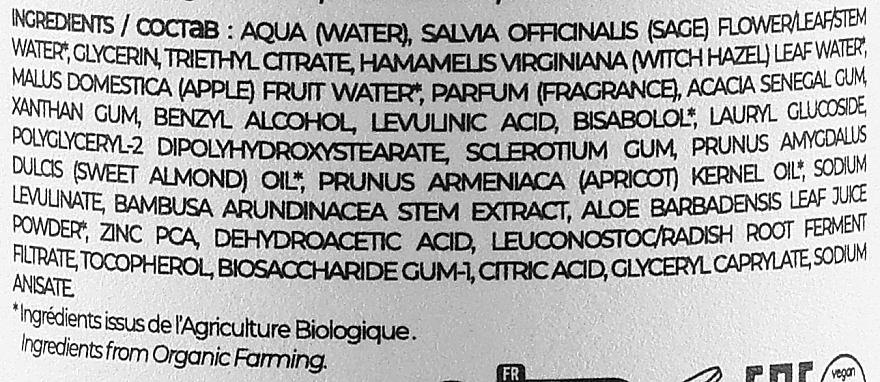 INGREDIENTS / СОСТаВ : AQUA (WATER), SALVIA OFFICINALIS (SAGE) FLOWER/LEAF/STEM
WATER*, GLYCERIN, TRIETHYL CITRATE, HAMAMELIS VIRGINIANA (WITCH HAZEL) LEAF WATER*,
MALUS DOMESTICA (APPLE) FRUIT WATER*, PARFUM (FRAGRANCE), ACACIA SENEGAL GUM,
XANTHAN GUM, BENZYL ALCOHOL, LEVULINIC ACID, BISABOLOL*, LAURYL GLUCOSIDE,
POLYGLYCERYL-2 DIPOLYHYDROXYSTEARATE, SCLEROTIUM GUM, PRUNUS AMYGDALUS
DULCIS (SWEET ALMOND) OIL*, PRUNUS ARMENIACA (APRICOT) KERNEL OIL*, SODIUM
LEVULINATE, BAMBUSA ARUNDINACEA STEM EXTRACT, ALOE BARBADENSIS LEAF JUICE
POWDER*, ZINC PCA, DEHYDROACETIC ACID, LEUCONOSTOC/RADISH ROOT FERMENT
FILTRATE, TOCOPHEROL, BIOSACCHARIDE GUM-1, CITRIC ACID, GLYCERYL CAPRYLATE, SODIUM
ANISATE.
*Ingrédients issus de l'Agriculture Biologique.
Ingredients from Organic Farming.
FR
vegan